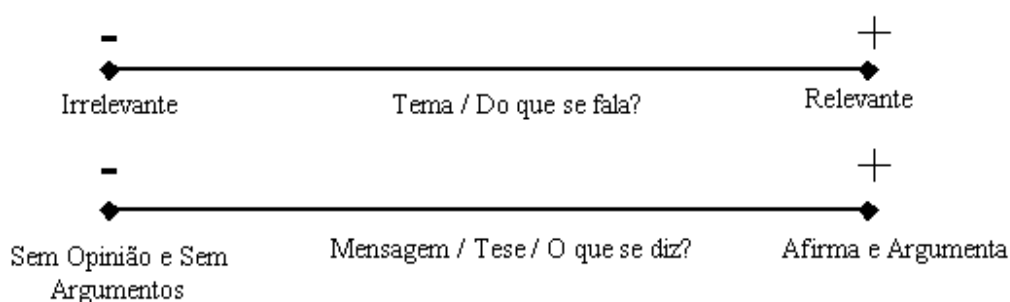 - +
Irrelevante Tema / Do que se fala? Relevante
- +
Sem Opinião e Sem Mensagem / Tese / O que se diz? Afirma e Argumenta
Argumentos